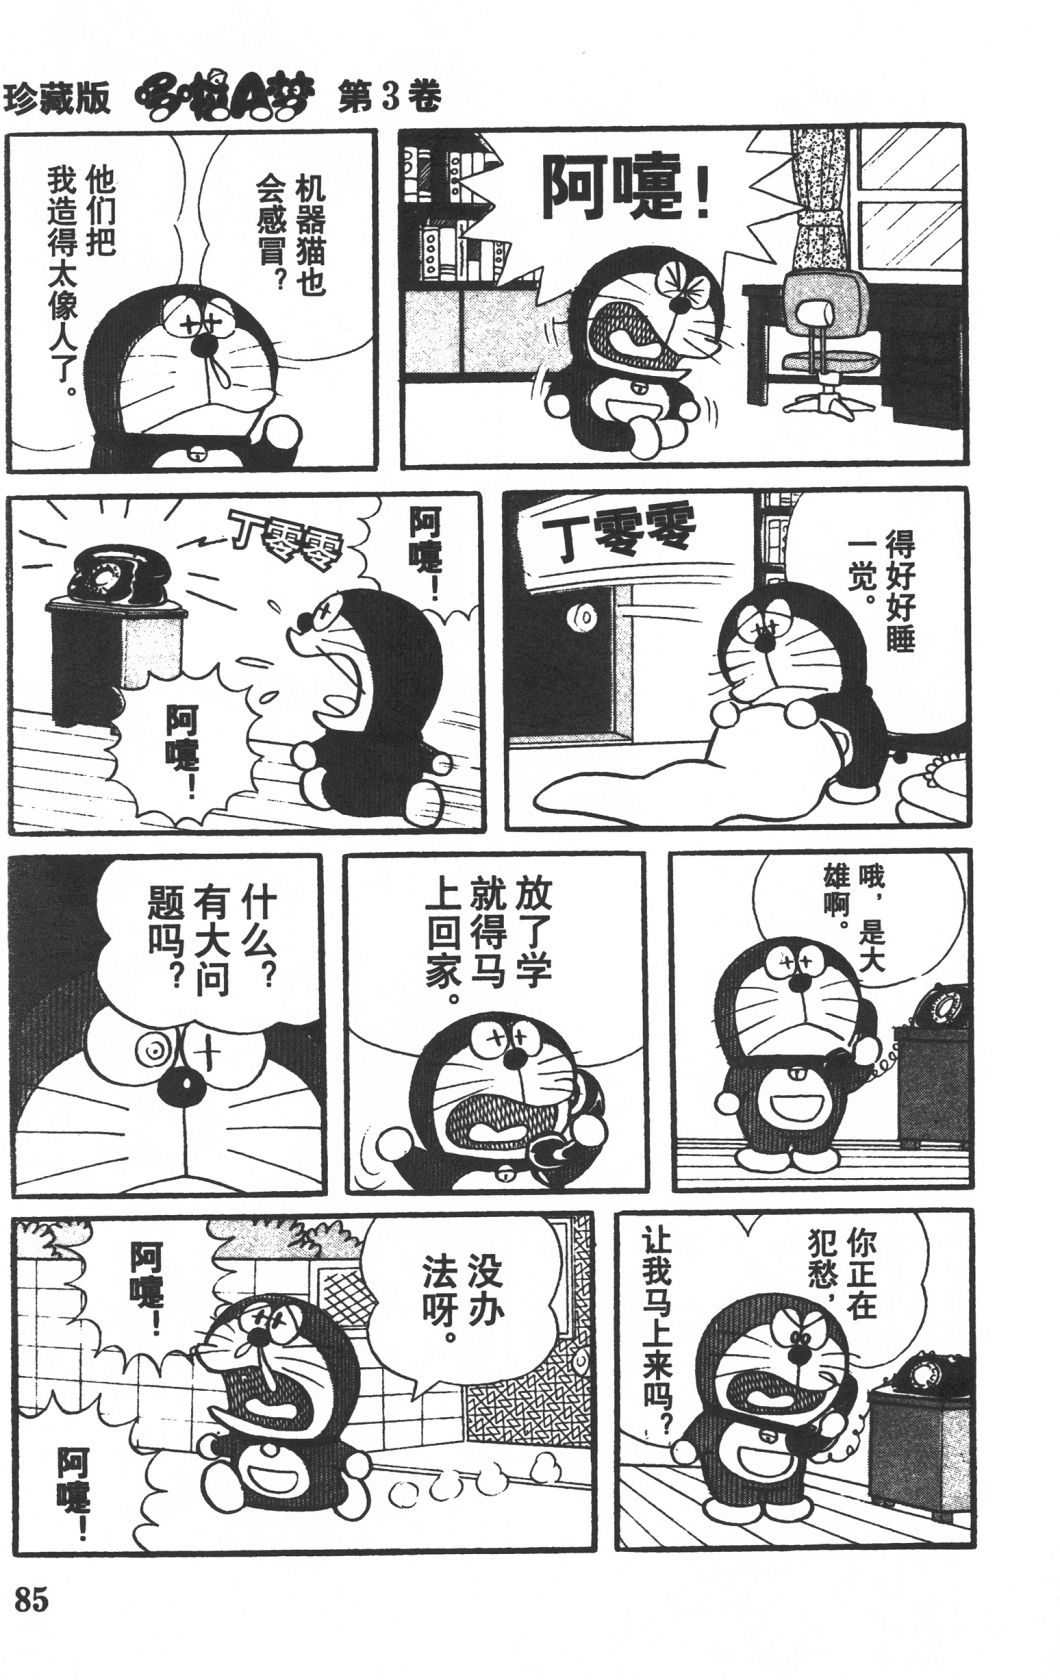 珍藏版 哆啦A梦 第3卷
阿嚏！
机器猫也
会感冒？
他们把
我造得太像人了。
得好好睡
一觉。
丁零零
阿嚏！
丁零零
阿嚏！
哦，是大
雄啊。
放了学
就得马
上回家。
什么？
有大问
题吗？
你正在
犯愁，
让我马上来吗？
没办
法呀。
阿嚏！
阿嚏！
85